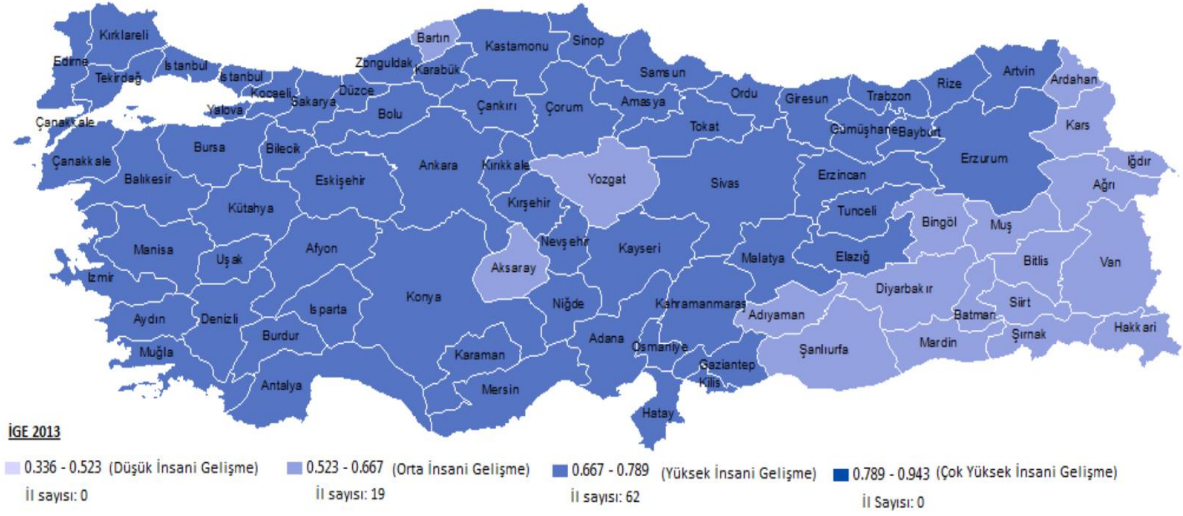 Kırklareli
Bartın
Kastamonu
Sinop
Edirne
Tekirdağ
İstanbul
İstanbul
Kocaeli
Sakarya
Düzce
Zonguldak
Karabük
Samsun
Artvin
Ardahan
Yalova
Bolu
Çankırı
Çorum
Amasya
Ordu
Giresun
Trabzon
Rize
Çanakkale
Tokat
Gümüşhane
Bayburt
Kars
Çanakkale
Bursa
Bilecik
Ankara
Kırıkkale
Erzurum
Iğdır
Balıkesir
Eskişehir
Yozgat
Sivas
Erzincan
Ağrı
Kütahya
Kırşehir
Tunceli
Bingöl
Muş
Manisa
Uşak
Afyon
Nevşehir
Kayseri
Malatya
Elazığ
Bitlis
Van
İzmir
Aksaray
Konya
Niğde
Kahramanmaraş
Diyarbakır
Siirt
Aydın
Denizli
Isparta
Adıyaman
Batman
Muğla
Burdur
Karaman
Adana
Osmaniye
Gaziantep
Şanlıurfa
Mardin
Şırnak
Hakkari
Antalya
Mersin
Kilis
Hatay
İGE 2013
0.336 - 0.523 (Düşük İnsani Gelişme)
İl sayısı: 0
0.523 - 0.667 (Orta İnsani Gelişme)
İl sayısı: 19
0.667 - 0.789 (Yüksek İnsani Gelişme)
İl sayısı: 62
0.789 - 0.943 (Çok Yüksek İnsani Gelişme)
İl Sayısı: 0